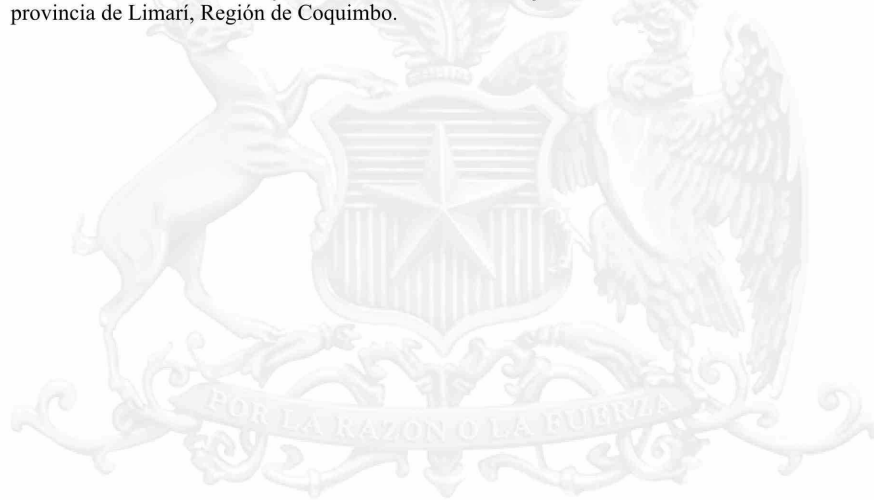 provincia de Limarí, Región de Coquimbo.
POR LA RAZON O LA FUERZA